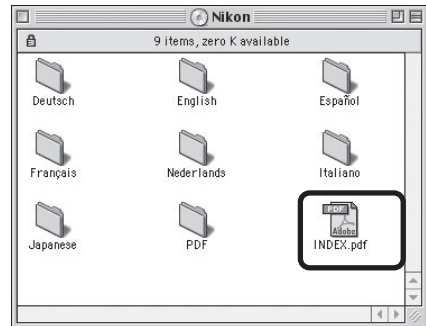 Nikon
9 items, zero K available
Deutsch English Español
Français Nederlands Italiano
PDF
Adobe
Japanese PDF INDEX.pdf